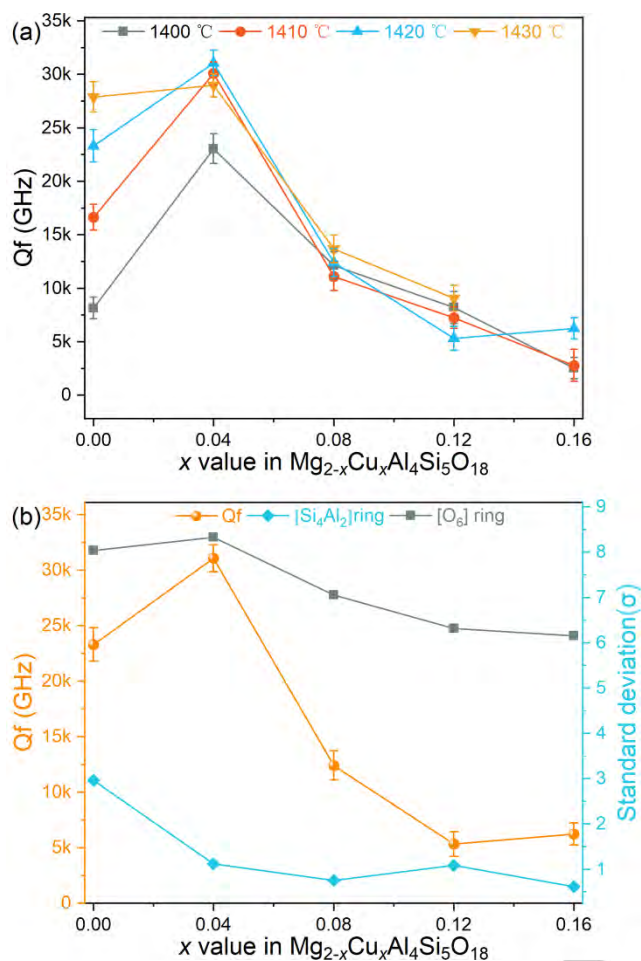 (a)
1400 ℃ 1410 ℃ 1420 ℃ 1430 ℃
35k
30k
25k
20k
15k
10k
5k
0
Qf (GHz)
0.00 0.04 0.08 0.12 0.16
x value in Mg2-xCuxAl4Si5O18
(b)
Qf [Si4Al2]ring [O6] ring
35k
30k
25k
20k
15k
10k
5k
0
Qf (GHz)
9
8
7
6
5
4
3
2
1
Standard deviation(σ)
0.00 0.04 0.08 0.12 0.16
x value in Mg2-xCuxAl4Si5O18